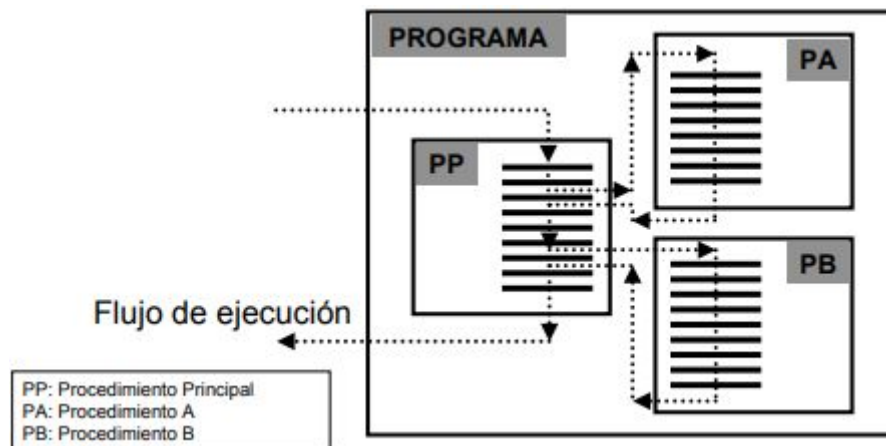 PROGRAMA
PA
PP
PB
Flujo de ejecución
PP: Procedimiento Principal
PA: Procedimiento A
PB: Procedimiento B